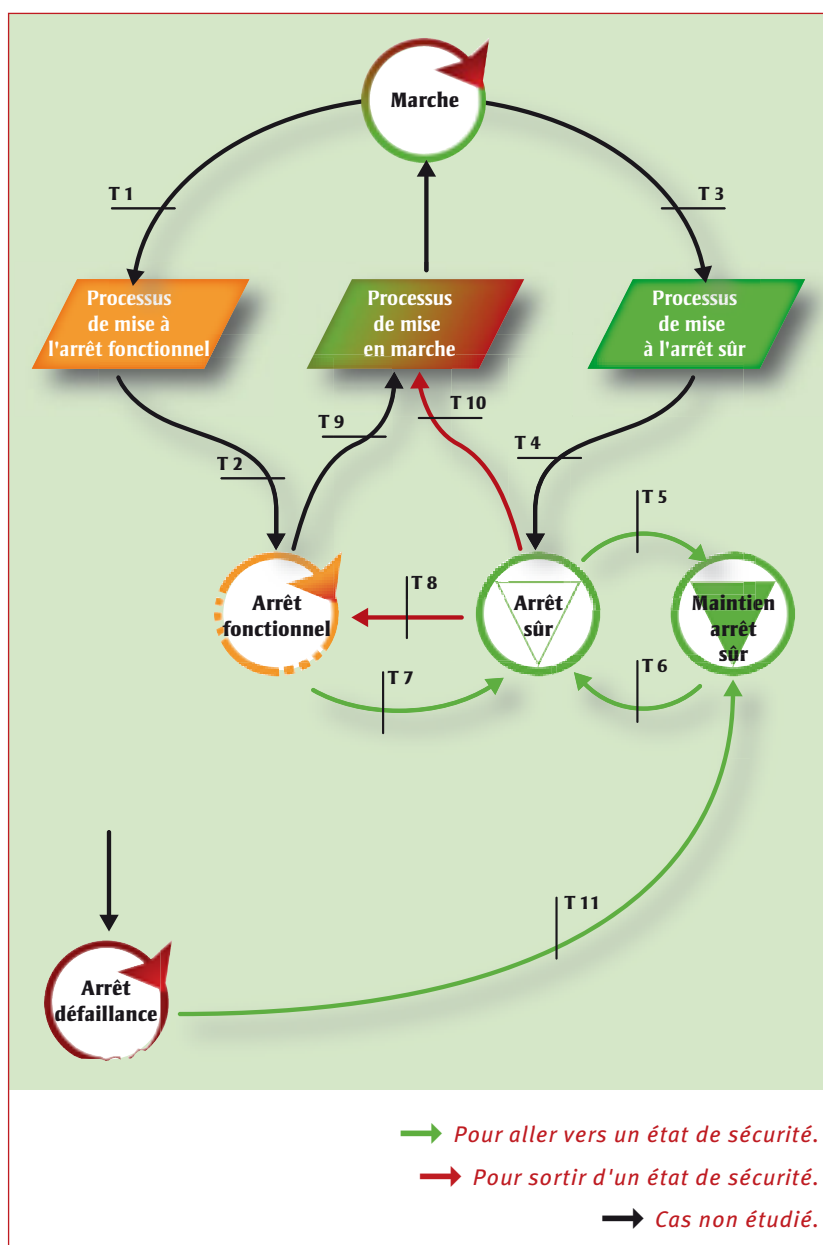 Marche
T 1
T 3
Processus
de mise à
l'arrêt fonctionnel
Processus
de mise
en marche
Processus
de mise
à l'arrêt sûr
T 9
T 10
T 2
T 4
T 5
Arrêt
fonctionnel
T 8
Arrêt
sûr
Maintien
arrêt
sûr
T 7
T 6
T 11
Arrêt
défaillance
Pour aller vers un état de sécurité.
Pour sortir d'un état de sécurité.
Cas non étudié.